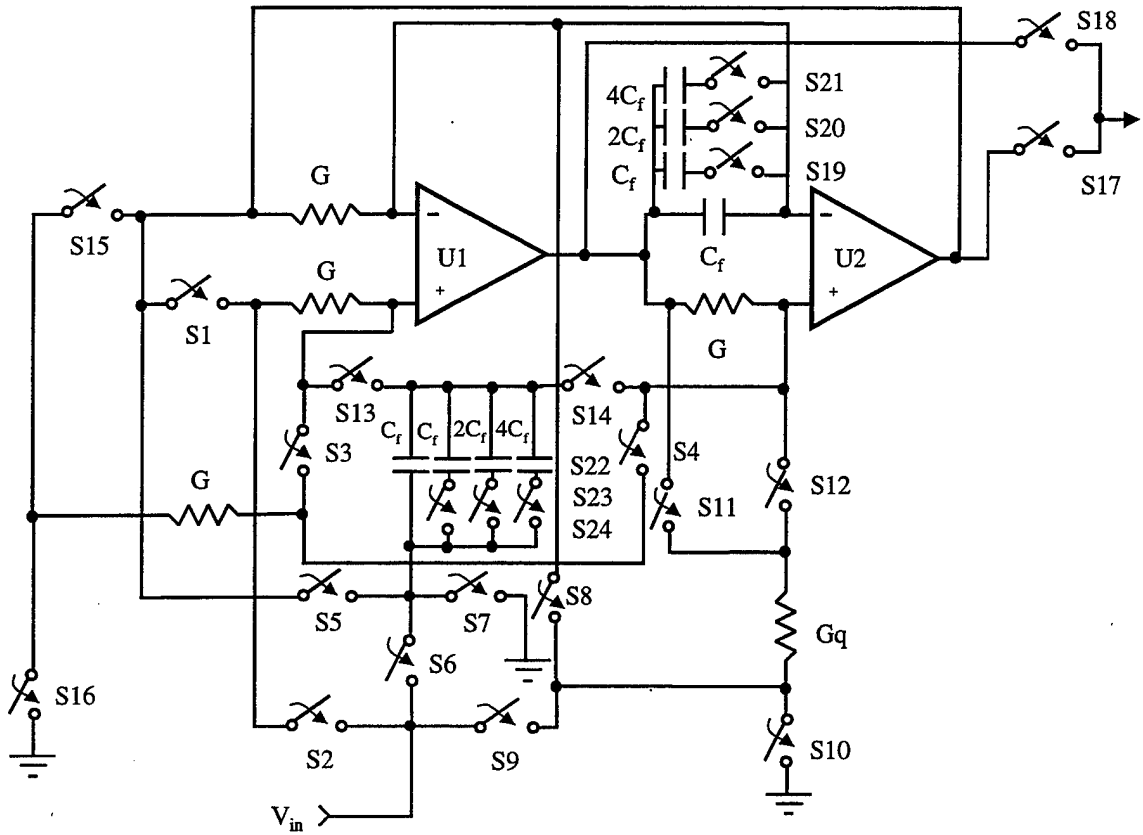 S18
S21
4Cf
S20
2Cf
S19
Cf
S17
G
S15
−
−
U1
Cf
U2
G
+
+
S1
G
S13
S14
Cf
Cf
2Cf
4Cf
S3
S22
S4
S12
G
S23
S11
S24
S5
S7
S8
Gq
S6
S16
S2
S9
S10
Vin